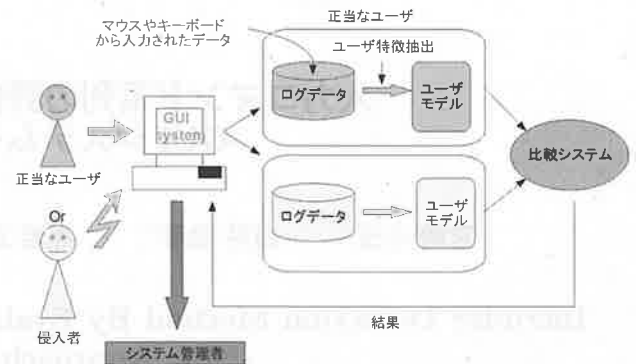 マウスやキーボード
から入力されたデータ
正当なユーザ
ユーザ特徴抽出
ログデータ
ユーザ
モデル
GUI
system
正当なユーザ
比較システム
Or
ログデータ
ユーザ
モデル
侵入者
結果
システム管理者